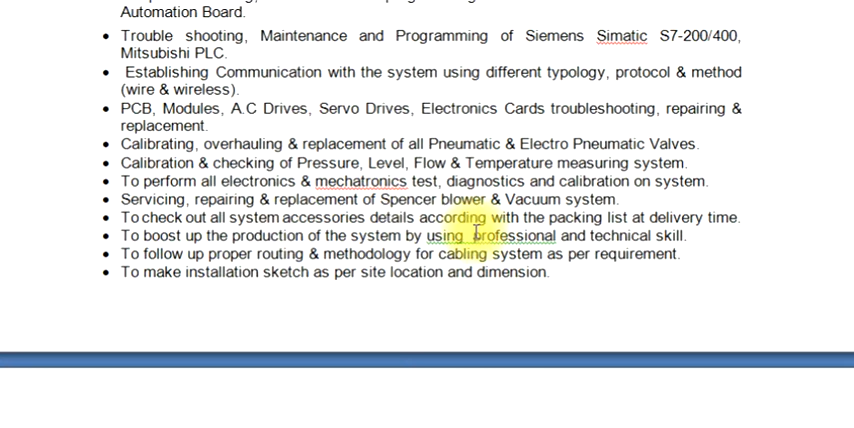 Automation Board.
• Trouble shooting, Maintenance and Programming of Siemens Simatic S7-200/400,
Mitsubishi PLC.
• Establishing Communication with the system using different typology, protocol & method
(wire & wireless).
• PCB, Modules, A.C Drives, Servo Drives, Electronics Cards troubleshooting, repairing &
replacement.
• Calibrating, overhauling & replacement of all Pneumatic & Electro Pneumatic Valves.
• Calibration & checking of Pressure, Level, Flow & Temperature measuring system.
• To perform all electronics & mechatronics test, diagnostics and calibration on system.
• Servicing, repairing & replacement of Spencer blower & Vacuum system.
• To check out all system accessories details according with the packing list at delivery time.
• To boost up the production of the system by using professional and technical skill.
• To follow up proper routing & methodology for cabling system as per requirement.
• To make installation sketch as per site location and dimension.